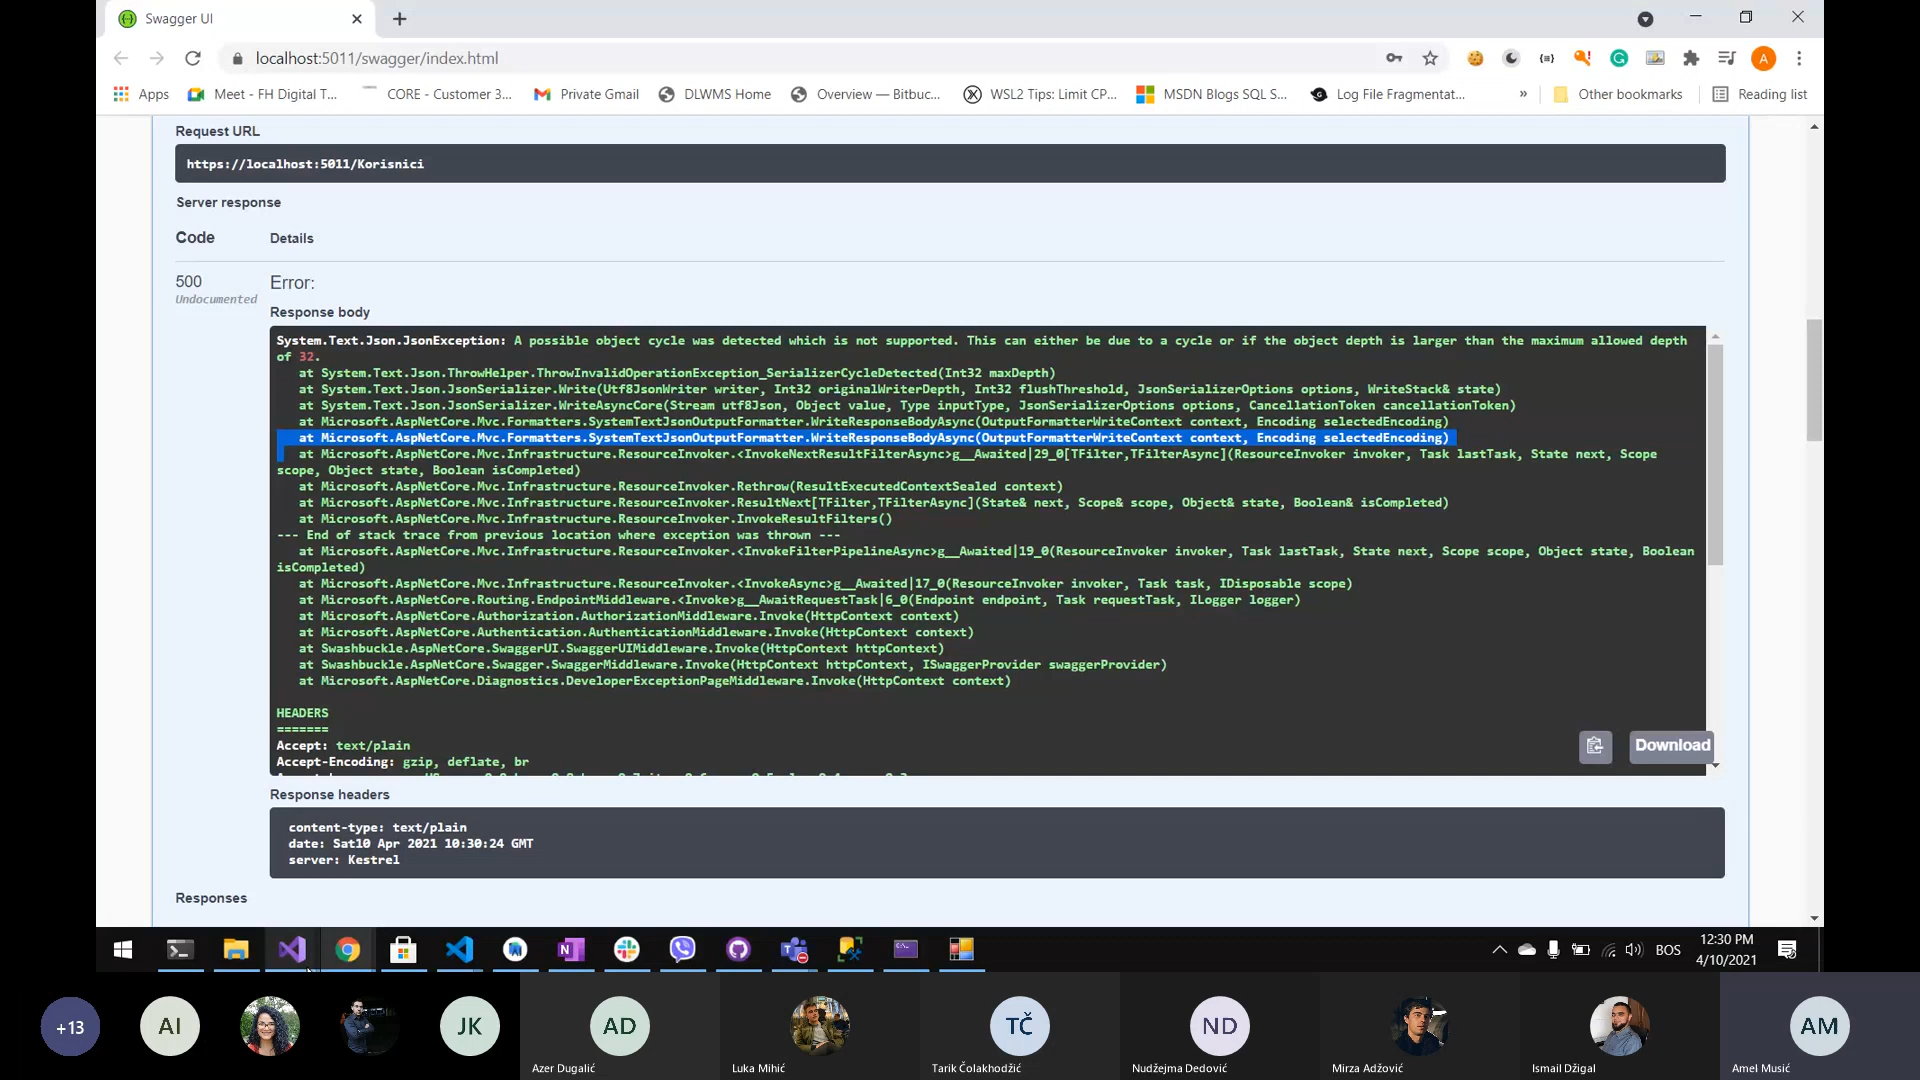 Swagger UI
localhost:5011/swagger/index.html
A
Apps
Meet - FH Digital T...
CORE - Customer 3...
Private Gmail
DLWMS Home
Overview — Bitbuc...
WSL2 Tips: Limit CP...
MSDN Blogs SQL S...
Log File Fragmentat...
»
Other bookmarks
Reading list
Request URL
https://localhost:5011/Korisnici
Server response
Code
Details
500
Undocumented
Error:
Response body
System.Text.Json.JsonException: A possible object cycle was detected which is not supported. This can either be due to a cycle or if the object depth is larger than the maximum allowed depth
of 32.
at System.Text.Json.ThrowHelper.ThrowInvalidOperationException_SerializerCycleDetected(Int32 maxDepth)
at System.Text.Json.JsonSerializer.Write(Utf8JsonWriter writer, Int32 originalWriterDepth, Int32 flushThreshold, JsonSerializerOptions options, WriteStack& state)
at System.Text.Json.JsonSerializer.WriteAsyncCore(Stream utf8Json, Object value, Type inputType, JsonSerializerOptions options, CancellationToken cancellationToken)
at Microsoft.AspNetCore.Mvc.Formatters.SystemTextJsonOutputFormatter.WriteResponseBodyAsync(OutputFormatterWriteContext context, Encoding selectedEncoding)
at Microsoft.AspNetCore.Mvc.Formatters.SystemTextJsonOutputFormatter.WriteResponseBodyAsync(OutputFormatterWriteContext context, Encoding selectedEncoding)
at Microsoft.AspNetCore.Mvc.Infrastructure.ResourceInvoker.<InvokeNextResultFilterAsync>g__Awaited|29_0[TFilter,TFilterAsync](ResourceInvoker invoker, Task lastTask, State next, Scope
scope, Object state, Boolean isCompleted)
at Microsoft.AspNetCore.Mvc.Infrastructure.ResourceInvoker.Rethrow(ResultExecutedContextSealed context)
at Microsoft.AspNetCore.Mvc.Infrastructure.ResourceInvoker.ResultNext[TFilter,TFilterAsync](State& next, Scope& scope, Object& state, Boolean& isCompleted)
at Microsoft.AspNetCore.Mvc.Infrastructure.ResourceInvoker.InvokeResultFilters()
--- End of stack trace from previous location where exception was thrown ---
at Microsoft.AspNetCore.Mvc.Infrastructure.ResourceInvoker.<InvokeFilterPipelineAsync>g__Awaited|19_0(ResourceInvoker invoker, Task lastTask, State next, Scope scope, Object state, Boolean
isCompleted)
at Microsoft.AspNetCore.Mvc.Infrastructure.ResourceInvoker.<InvokeAsync>g__Awaited|17_0(ResourceInvoker invoker, Task task, IDisposable scope)
at Microsoft.AspNetCore.Routing.EndpointMiddleware.<Invoke>g__AwaitRequestTask|6_0(Endpoint endpoint, Task requestTask, ILogger logger)
at Microsoft.AspNetCore.Authorization.AuthorizationMiddleware.Invoke(HttpContext context)
at Microsoft.AspNetCore.Authentication.AuthenticationMiddleware.Invoke(HttpContext context)
at Swashbuckle.AspNetCore.SwaggerUI.SwaggerUIMiddleware.Invoke(HttpContext httpContext)
at Swashbuckle.AspNetCore.Swagger.SwaggerMiddleware.Invoke(HttpContext httpContext, ISwaggerProvider swaggerProvider)
at Microsoft.AspNetCore.Diagnostics.DeveloperExceptionPageMiddleware.Invoke(HttpContext context)
HEADERS
=======
Accept: text/plain
Accept-Encoding: gzip, deflate, br
Download
Response headers
content-type: text/plain
date: Sat10 Apr 2021 10:30:24 GMT
server: Kestrel
Responses
BOS
12:30 PM
4/10/2021
+13
AI
JK
AD
TČ
ND
AM
Azer Dugalić
Luka Mihić
Tarik Čolakhodžić
Nudžejma Dedović
Mirza Adžović
Ismail Džigal
Amel Musić